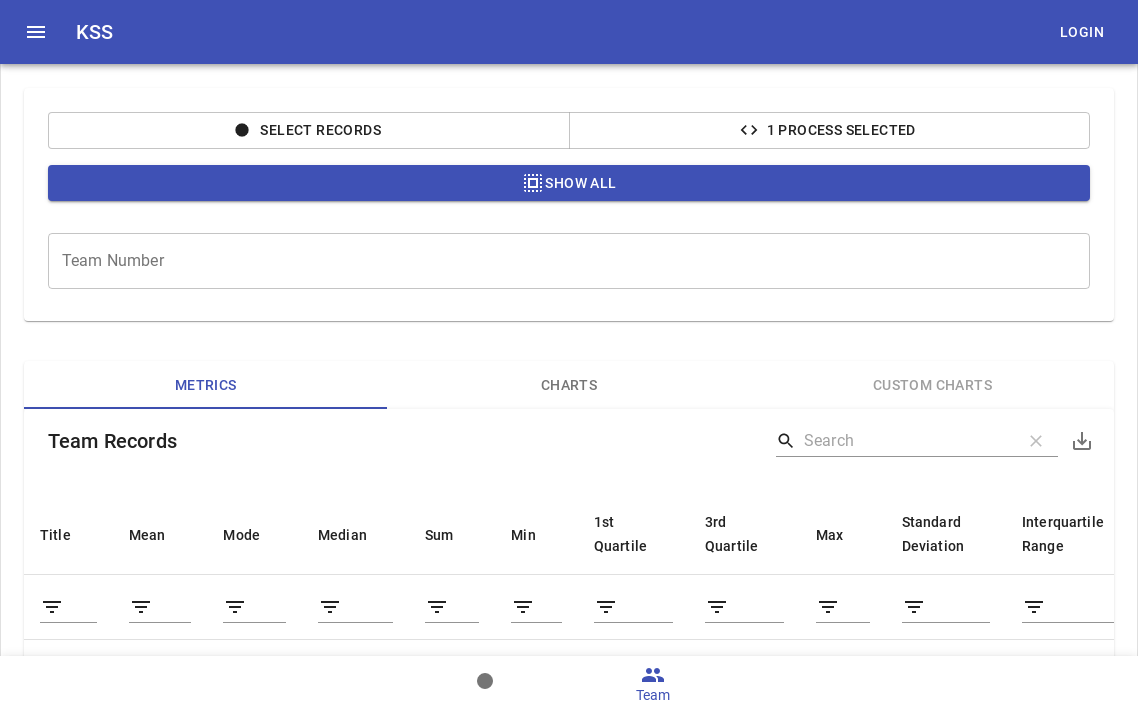 KSS
LOGIN
SELECT RECORDS
1 PROCESS SELECTED
SHOW ALL
Team Number
METRICS
CHARTS
CUSTOM CHARTS
Team Records
Search
Title
Mean
Mode
Median
Sum
Min
1st
Quartile
3rd
Quartile
Max
Standard
Deviation
Interquartile
Range
Team